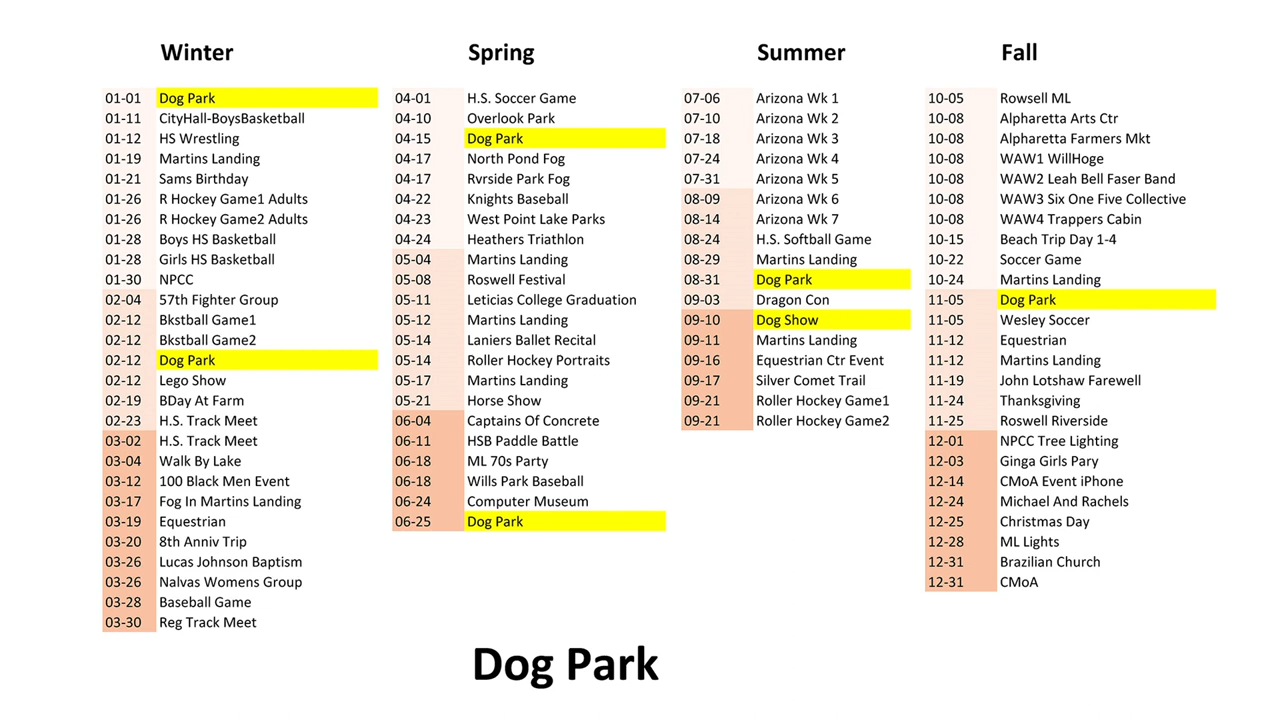 Winter
01-01 Dog Park
01-11 CityHall-BoysBasketball
01-12 HS Wrestling
01-19 Martins Landing
01-21 Sams Birthday
01-26 R Hockey Game1 Adults
01-26 R Hockey Game2 Adults
01-28 Boys HS Basketball
01-28 Girls HS Basketball
01-30 NPCC
02-04 57th Fighter Group
02-12 Bkstball Game1
02-12 Bkstball Game2
02-12 Dog Park
02-12 Lego Show
02-19 BDay At Farm
02-23 H.S. Track Meet
03-02 H.S. Track Meet
03-04 Walk By Lake
03-12 100 Black Men Event
03-17 Fog In Martins Landing
03-19 Equestrian
03-20 8th Anniv Trip
03-26 Lucas Johnson Baptism
03-26 Nalvas Womens Group
03-28 Baseball Game
03-30 Reg Track Meet
Spring
04-01 H.S. Soccer Game
04-10 Overlook Park
04-15 Dog Park
04-17 North Pond Fog
04-17 Rvrside Park Fog
04-22 Knights Baseball
04-23 West Point Lake Parks
04-24 Heathers Triathlon
05-04 Martins Landing
05-08 Roswell Festival
05-11 Leticias College Graduation
05-12 Martins Landing
05-14 Laniers Ballet Recital
05-14 Roller Hockey Portraits
05-17 Martins Landing
05-21 Horse Show
06-04 Captains Of Concrete
06-11 HSB Paddle Battle
06-18 ML 70s Party
06-18 Wills Park Baseball
06-24 Computer Museum
06-25 Dog Park
Summer
07-06 Arizona Wk 1
07-10 Arizona Wk 2
07-18 Arizona Wk 3
07-24 Arizona Wk 4
07-31 Arizona Wk 5
08-09 Arizona Wk 6
08-14 Arizona Wk 7
08-24 H.S. Softball Game
08-29 Martins Landing
08-31 Dog Park
09-03 Dragon Con
09-10 Dog Show
09-11 Martins Landing
09-16 Equestrian Ctr Event
09-17 Silver Comet Trail
09-21 Roller Hockey Game1
09-21 Roller Hockey Game2
Fall
10-05 Rowsell ML
10-08 Alpharetta Arts Ctr
10-08 Alpharetta Farmers Mkt
10-08 WAW1 WillHoge
10-08 WAW2 Leah Bell Faser Band
10-08 WAW3 Six One Five Collective
10-08 WAW4 Trappers Cabin
10-15 Beach Trip Day 1-4
10-22 Soccer Game
10-24 Martins Landing
11-05 Dog Park
11-05 Wesley Soccer
11-12 Equestrian
11-12 Martins Landing
11-19 John Lotshaw Farewell
11-24 Thanksgiving
11-25 Roswell Riverside
12-01 NPCC Tree Lighting
12-03 Ginga Girls Pary
12-14 CMoA Event iPhone
12-24 Michael And Rachels
12-25 Christmas Day
12-28 ML Lights
12-31 Brazilian Church
12-31 CMoA
Dog Park